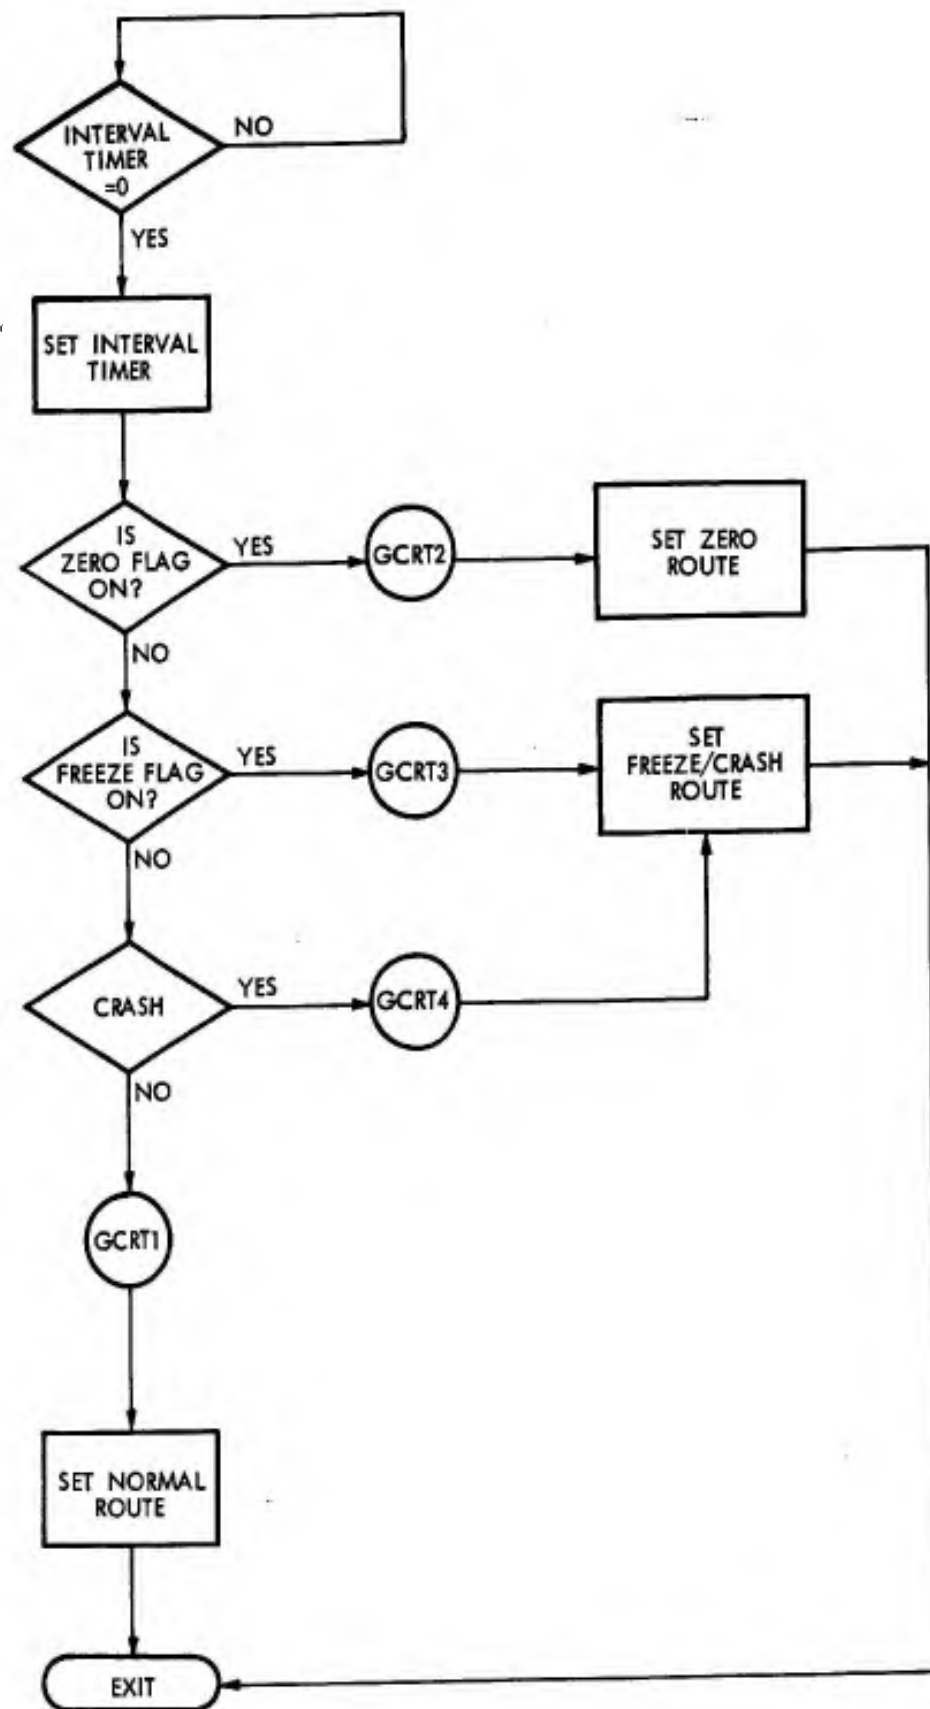 INTERVAL
TIMER
=0
NO
YES
SET INTERVAL
TIMER
IS
ZERO FLAG
ON?
YES
GCRT2
SET ZERO
ROUTE
NO
IS
FREEZE FLAG
ON?
YES
GCRT3
SET
FREEZE/CRASH
ROUTE
NO
CRASH
YES
GCRT4
NO
GCRT1
SET NORMAL
ROUTE
EXIT